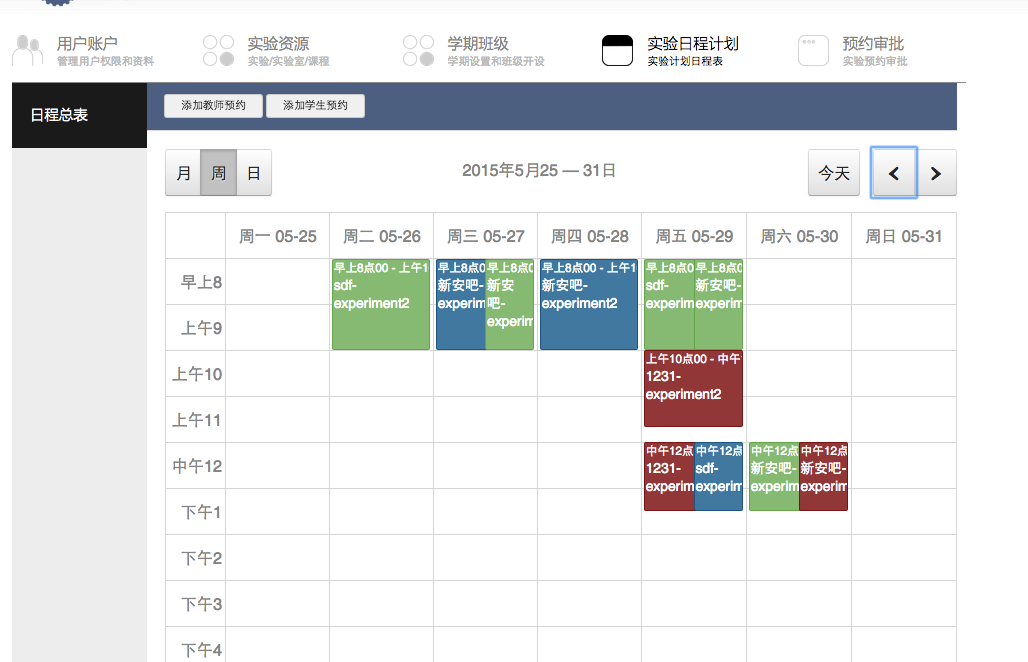 用户账户
管理用户权限和资料
实验资源
实验/实验室/课程
学期班级
学期设置和班级开设
实验日程计划
实验计划日程表
预约审批
实验预约审批
日程总表
添加教师预约
添加学生预约
月 周 日
2015年5月25 — 31日
今天
周一 05-25 周二 05-26 周三 05-27 周四 05-28 周五 05-29 周六 05-30 周日 05-31
早上8
上午9
上午10
上午11
中午12
下午1
下午2
下午3
下午4
早上8点00 - 上午1
sdf-
experiment2
早上8点0
新安吧-
experim
早上8点0
新安
吧-
experim
早上8点00 - 上午1
新安吧-
experiment2
早上8点0
sdf-
experim
早上8点0
新安吧-
experim
上午10点00 - 中午
1231-
experiment2
中午12点
1231-
experim
中午12点
sdf-
experim
中午12点
新安吧-
experim
中午12点
新安吧-
experim